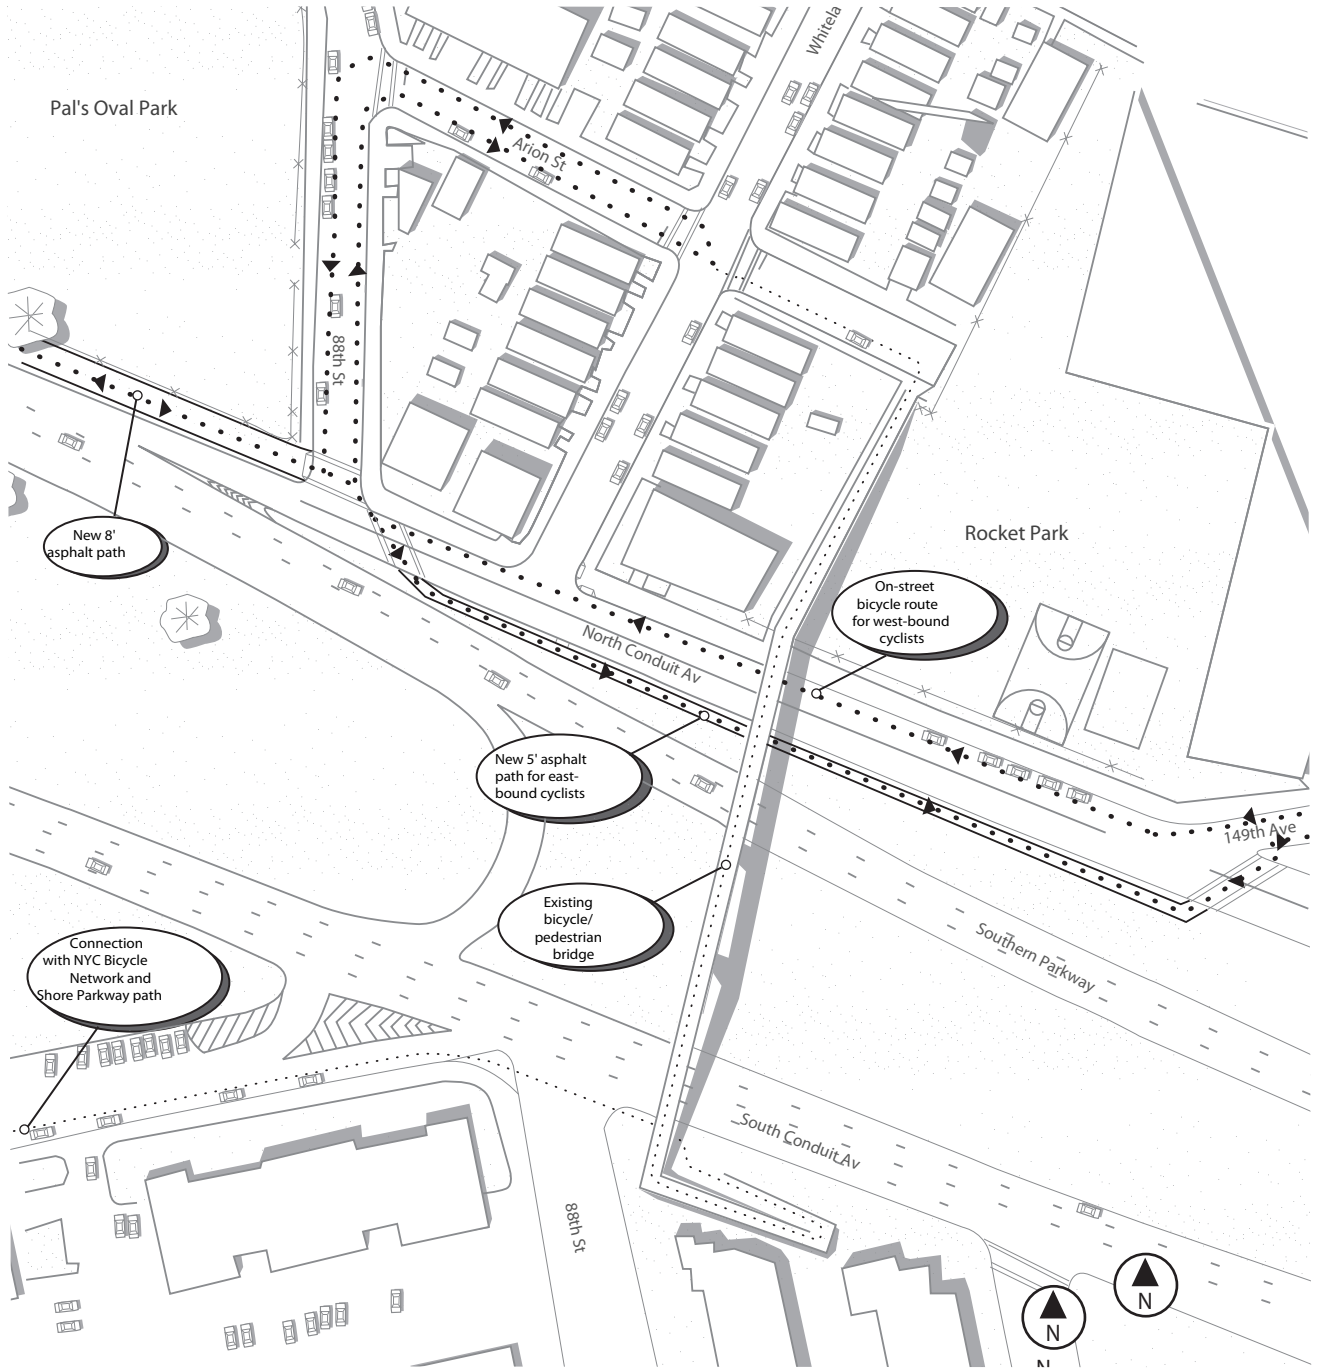 Whitela
Pal's Oval Park
Arion St
88th St
New 8'
asphalt path
Rocket Park
On-street
bicycle route
for west-bound
cyclists
North Conduit Av
New 5' asphalt
path for east-
bound cyclists
149th Ave
Existing
bicycle/
pedestrian
bridge
Southern Parkway
Connection
with NYC Bicycle
Network and
Shore Parkway path
South Conduit Av
88th St
N
N
N